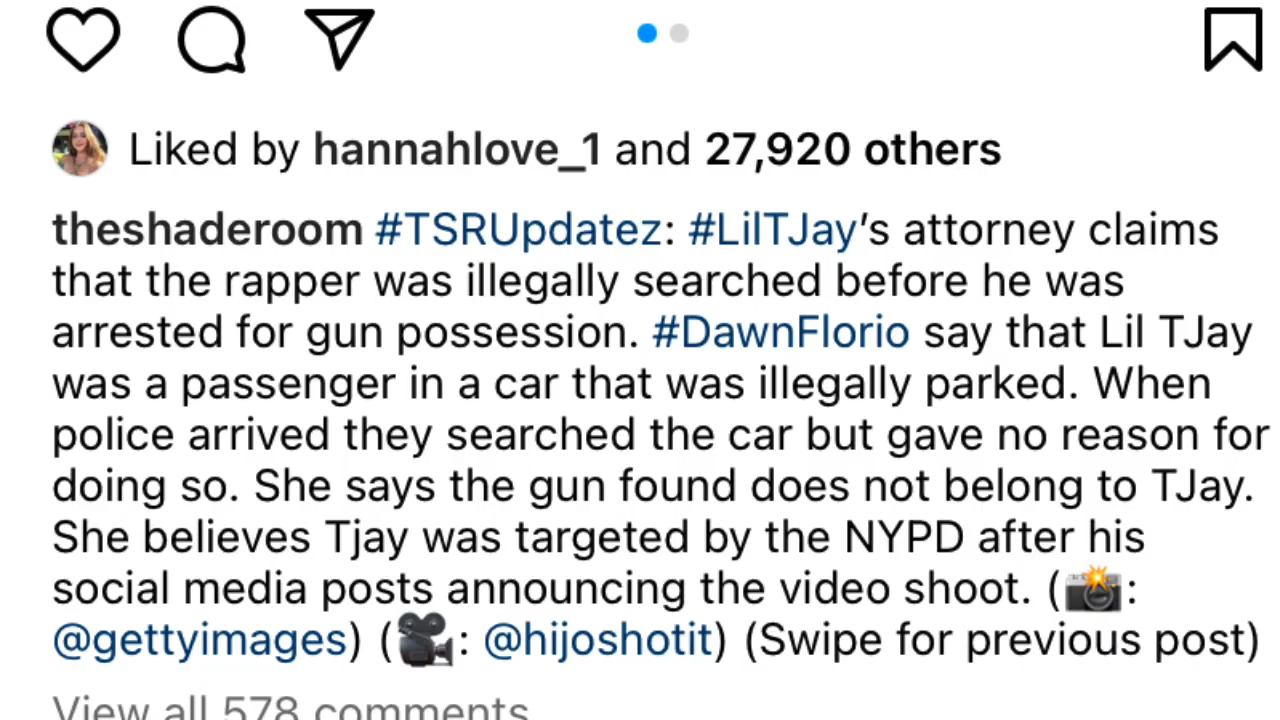 Liked by hannahlove_1 and 27,920 others
theshaderoom #TSRUpdatez: #LilTJay’s attorney claims
that the rapper was illegally searched before he was
arrested for gun possession. #DawnFlorio say that Lil TJay
was a passenger in a car that was illegally parked. When
police arrived they searched the car but gave no reason for
doing so. She says the gun found does not belong to TJay.
She believes Tjay was targeted by the NYPD after his
social media posts announcing the video shoot. (📸:
@gettyimages) (🎥: @hijoshotit) (Swipe for previous post)
View all 578 comments